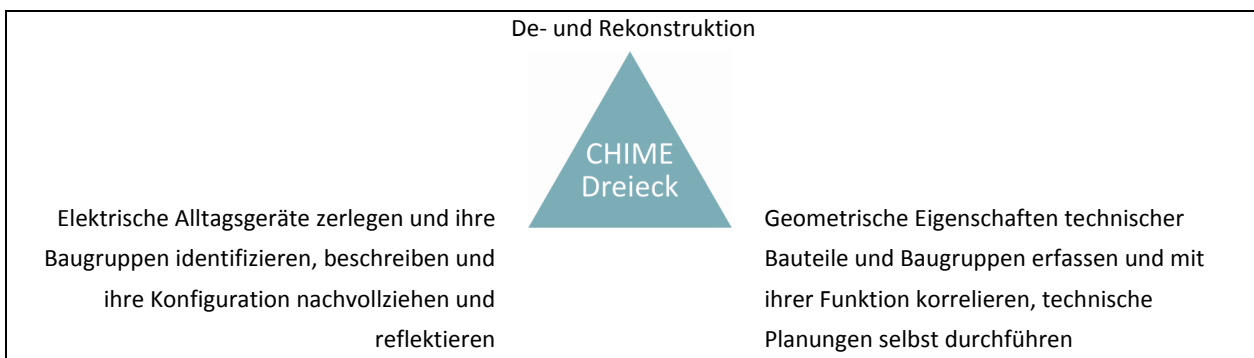 De- und Rekonstruktion
CHIME
Dreieck
Elektrische Alltagsgeräte zerlegen und ihre
Baugruppen identifizieren, beschreiben und
ihre Konfiguration nachvollziehen und
reflektieren
Geometrische Eigenschaften technischer
Bauteile und Baugruppen erfassen und mit
ihrer Funktion korrelieren, technische
Planungen selbst durchführen